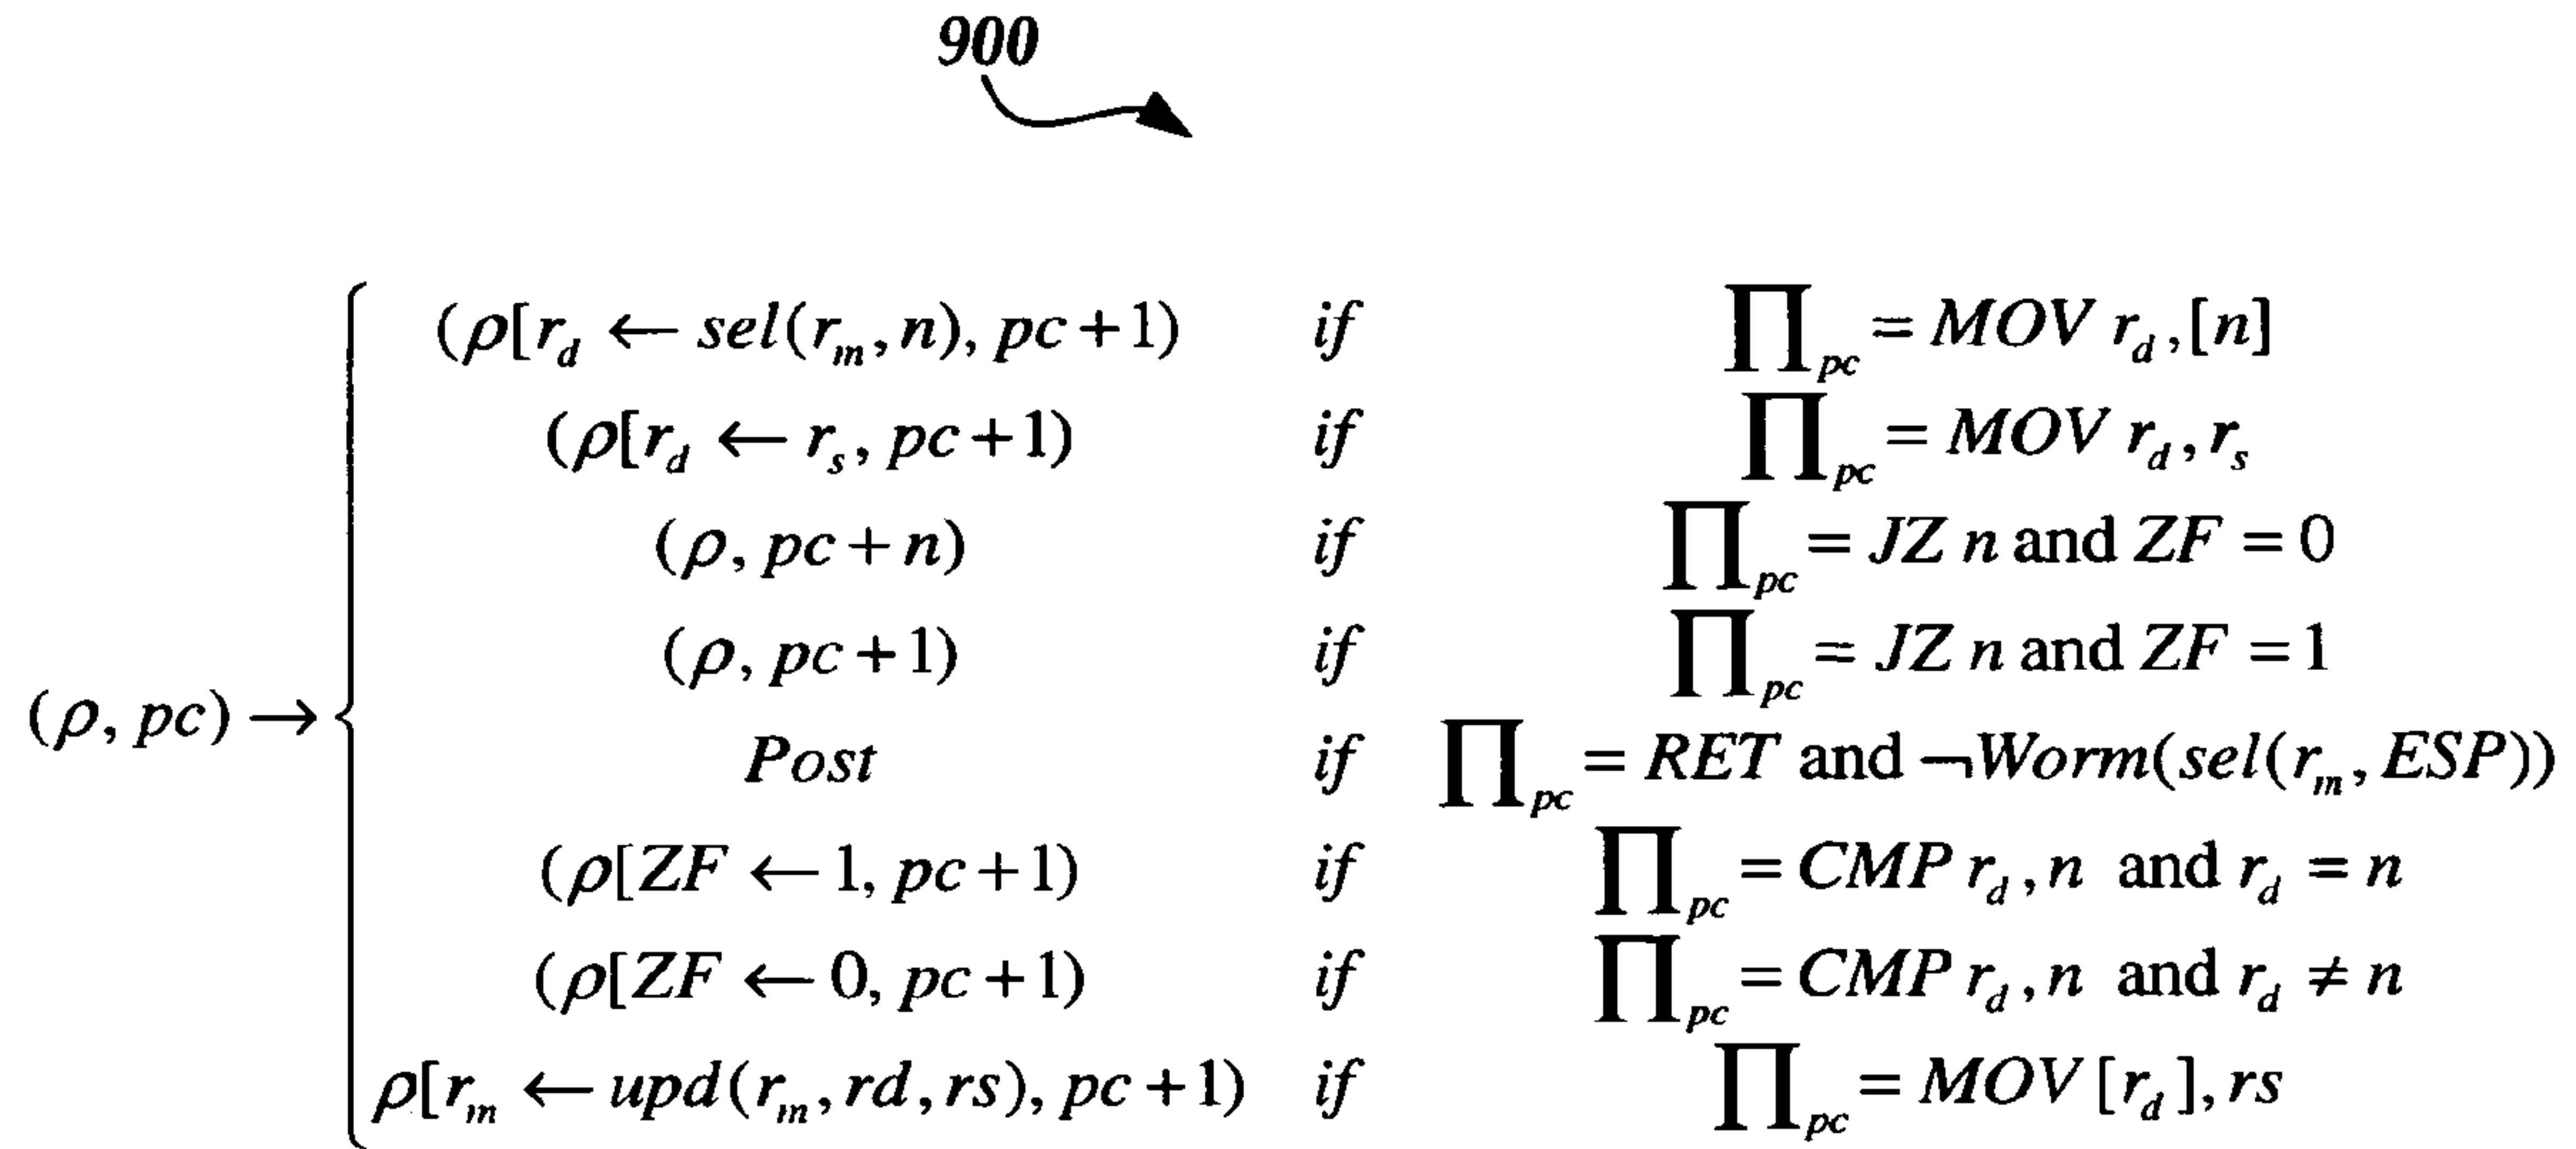 900
(ρ[r_d ← sel(r_m, n), pc+1) if ∏_pc = MOV r_d,[n]
(ρ[r_d ← r_s, pc+1) if ∏_pc = MOV r_d, r_s
(ρ, pc+n) if ∏_pc = JZ n and ZF = 0
(ρ, pc+1) if ∏_pc = JZ n and ZF = 1
(ρ, pc) → { Post if ∏_pc = RET and ¬Worm(sel(r_m, ESP))
(ρ[ZF ← 1, pc+1) if ∏_pc = CMP r_d, n and r_d = n
(ρ[ZF ← 0, pc+1) if ∏_pc = CMP r_d, n and r_d ≠ n
ρ[r_m ← upd(r_m, rd, rs), pc+1) if ∏_pc = MOV [r_d], rs